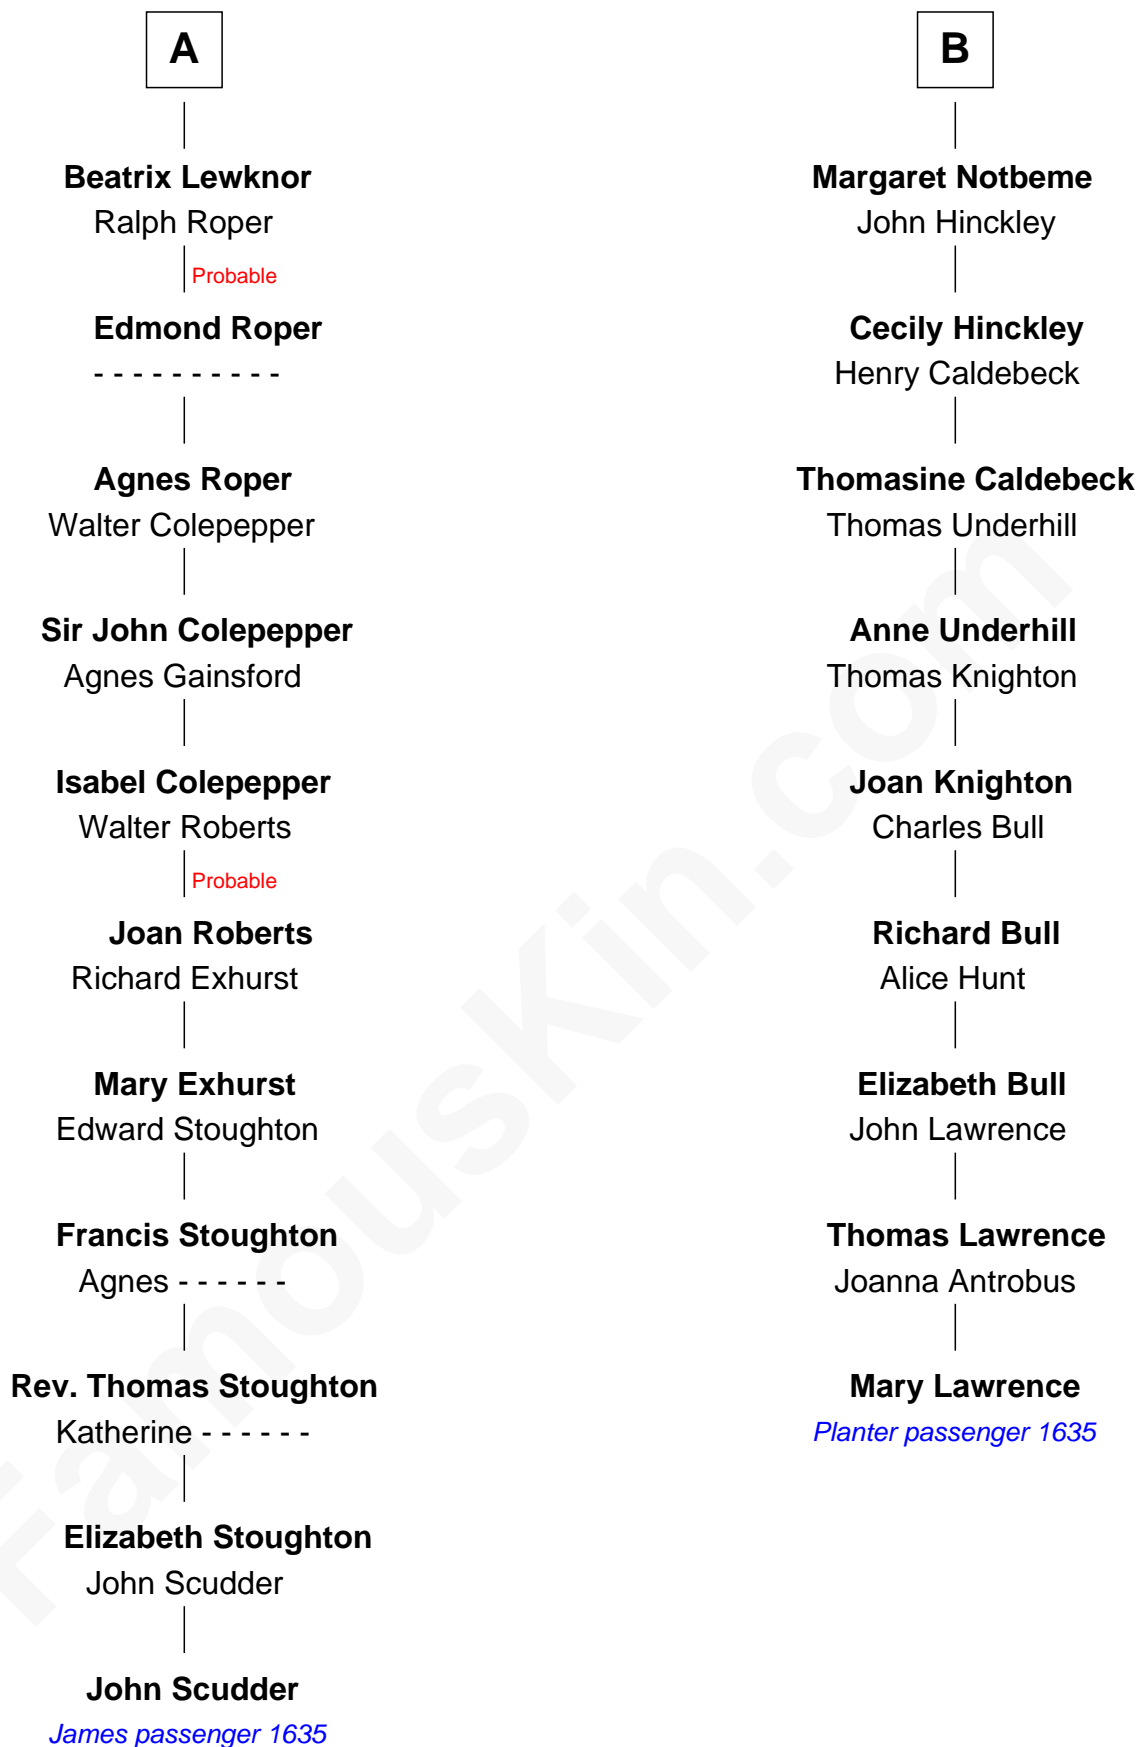 A
Beatrix Lewknor
Ralph Roper
Probable
Edmond Roper
- - - - - - - - - -
Agnes Roper
Walter Colepepper
Sir John Colepepper
Agnes Gainsford
Isabel Colepepper
Walter Roberts
Probable
Joan Roberts
Richard Exhurst
Mary Exhurst
Edward Stoughton
Francis Stoughton
Agnes - - - - - -
Rev. Thomas Stoughton
Katherine - - - - - -
Elizabeth Stoughton
John Scudder
John Scudder
James passenger 1635
B
Margaret Notbeme
John Hinckley
Cecily Hinckley
Henry Caldebeck
Thomasine Caldebeck
Thomas Underhill
Anne Underhill
Thomas Knighton
Joan Knighton
Charles Bull
Richard Bull
Alice Hunt
Elizabeth Bull
John Lawrence
Thomas Lawrence
Joanna Antrobus
Mary Lawrence
Planter passenger 1635
FamousKin.com